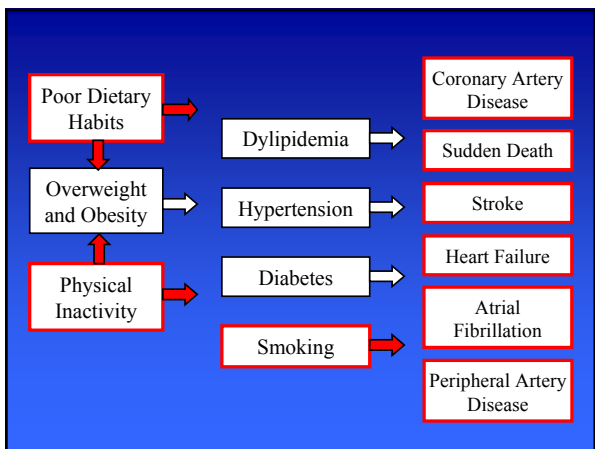 Poor Dietary
Habits
Overweight
and Obesity
Physical
Inactivity
Dylipidemia
Hypertension
Diabetes
Smoking
Coronary Artery
Disease
Sudden Death
Stroke
Heart Failure
Atrial
Fibrillation
Peripheral Artery
Disease